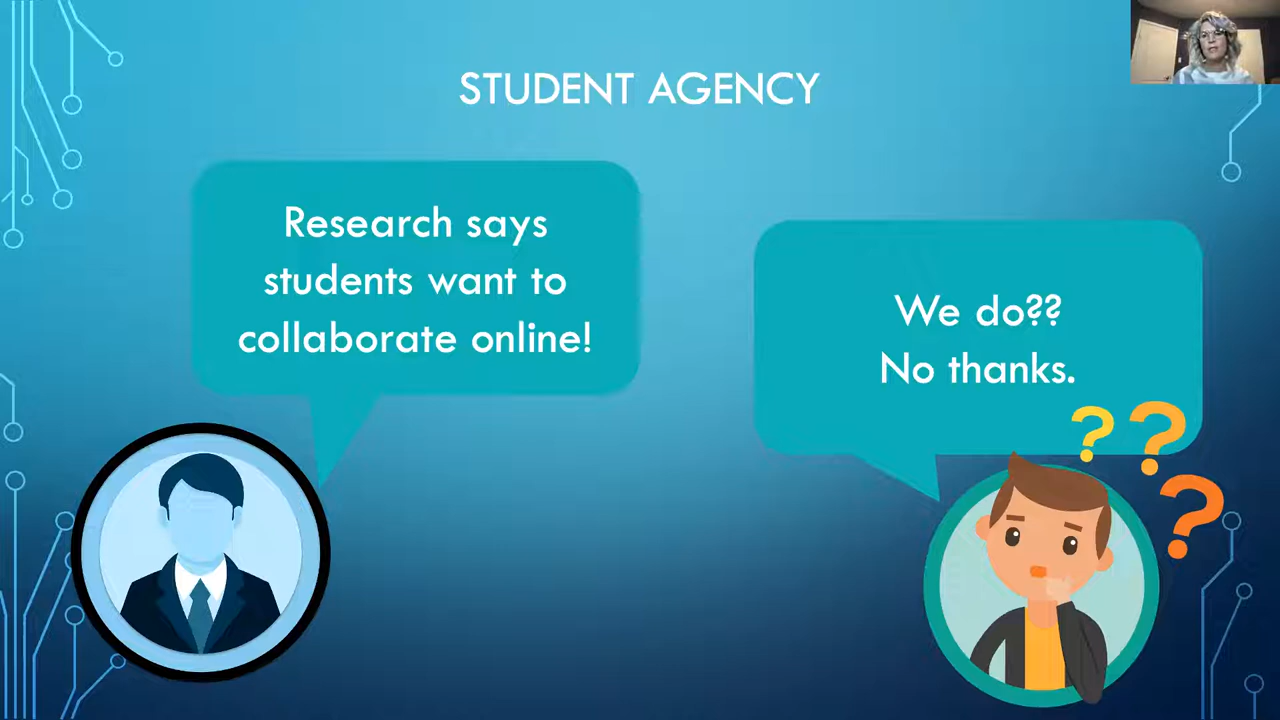 STUDENT AGENCY
Research says
students want to
collaborate online!
We do??
No thanks.
? ?
?